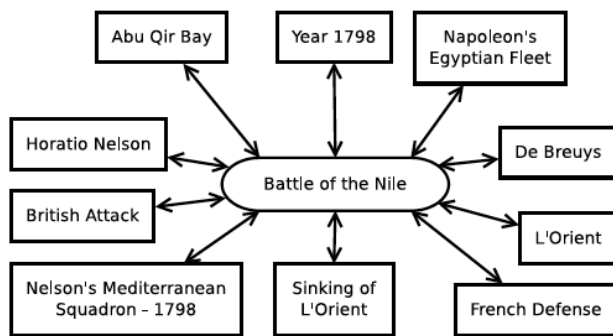 Abu Qir Bay
Year 1798
Napoleon's
Egyptian Fleet
Horatio Nelson
De Breuys
Battle of the Nile
British Attack
L'Orient
Nelson's Mediterranean
Squadron – 1798
Sinking of
L'Orient
French Defense